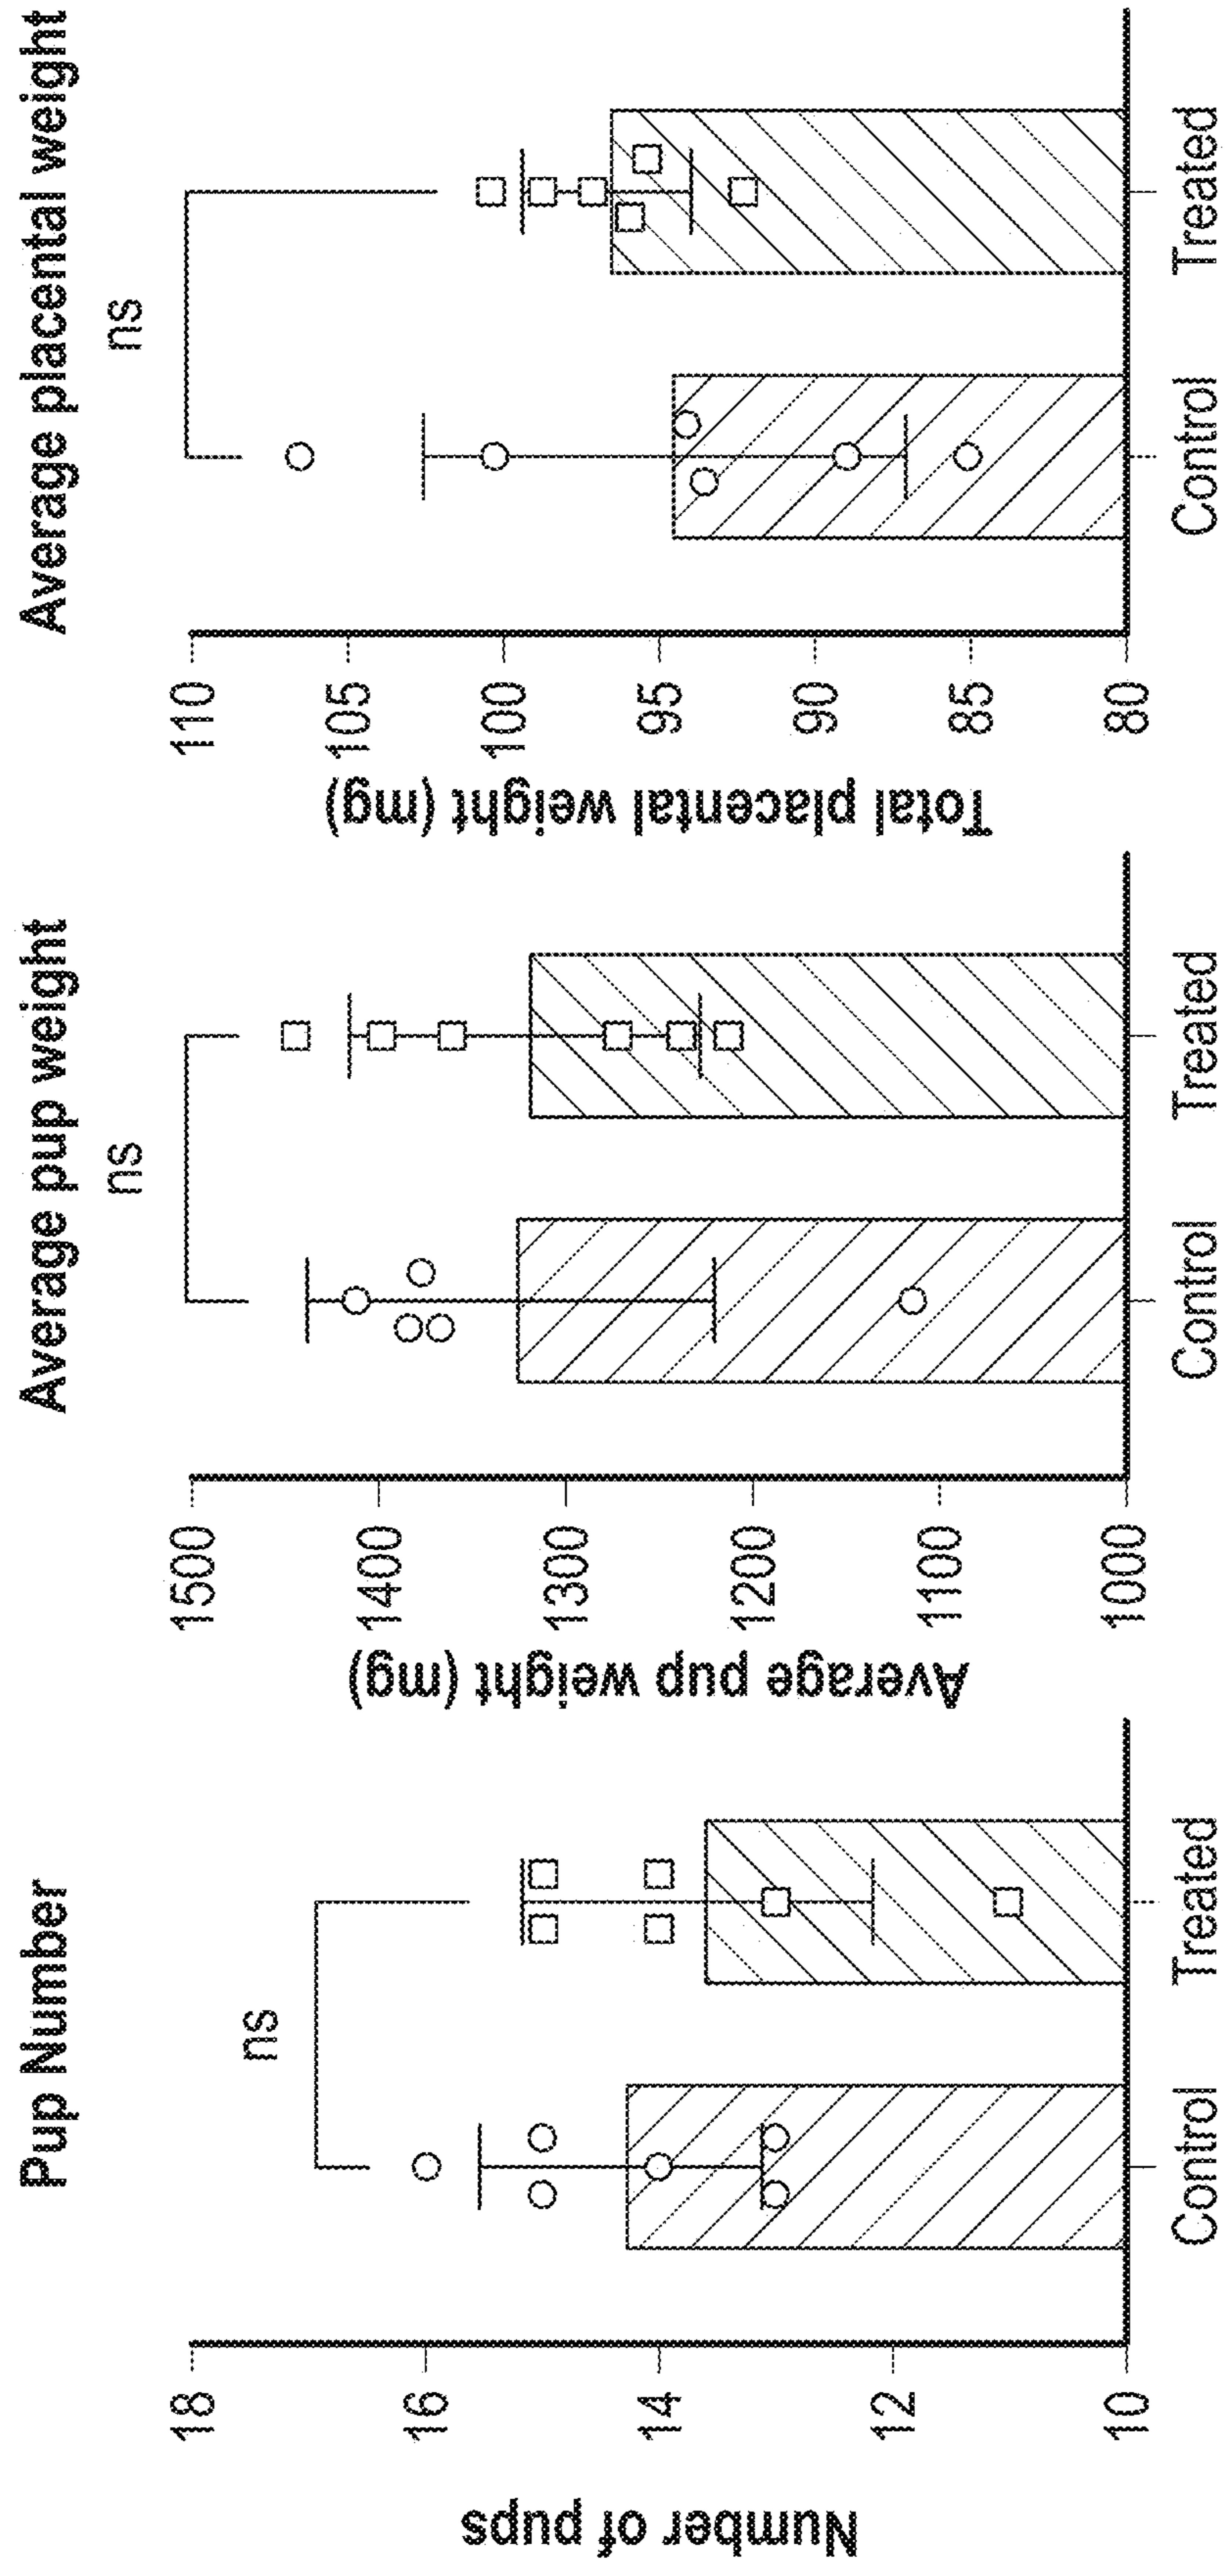 Pup Number
ns
Number of pups
18
16
14
12
10
Control
Treated
Average pup weight
ns
Average pup weight (mg)
1500
1400
1300
1200
1100
1000
Control
Treated
Average placental weight
ns
Total placental weight (mg)
110
105
100
95
90
85
80
Control
Treated